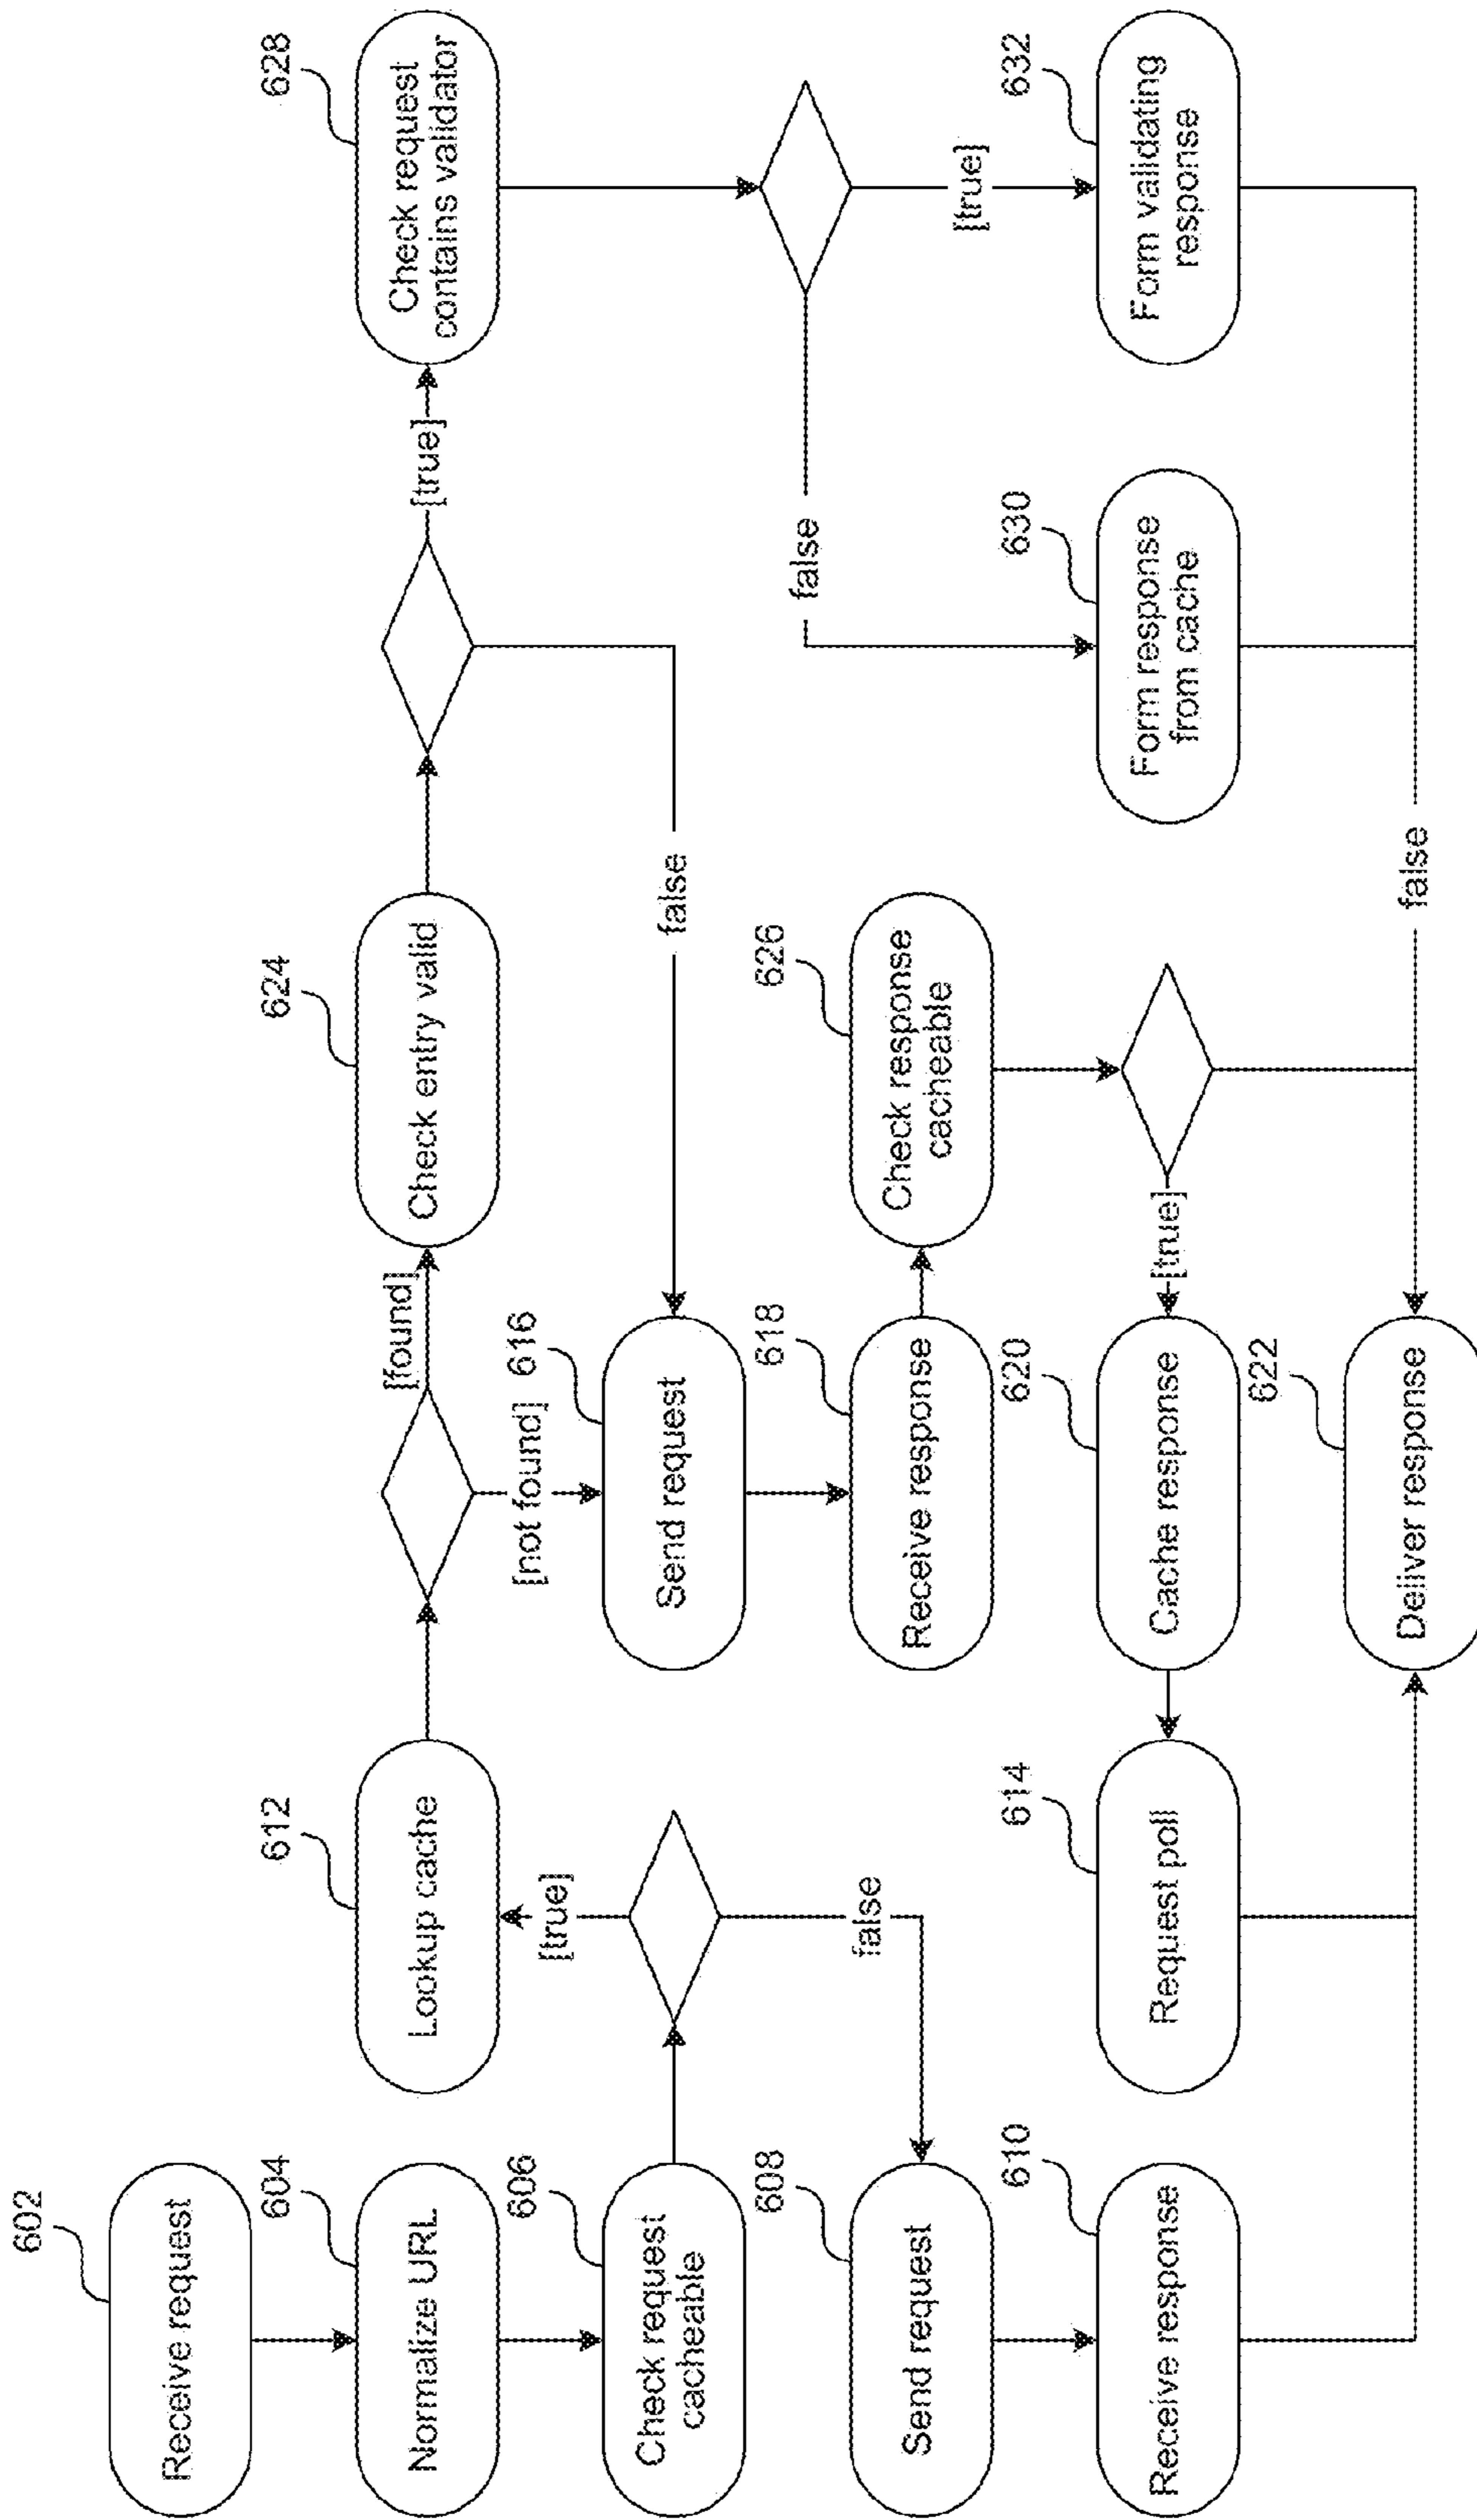 602
Receive request
604
Normalize URL
606
Check request
cacheable
608
Send request
610
Receive response
612
Lookup cache
[true]
false
614
Request poll
[found]
[not found]
616
Send request
618
Receive response
620
Cache response
622
Deliver response
624
Check entry valid
false
626
Check response
cacheable
[true]
false
[true]
628
Check request
contains validator
false
[true]
630
Form response
from cache
632
Form validating
response